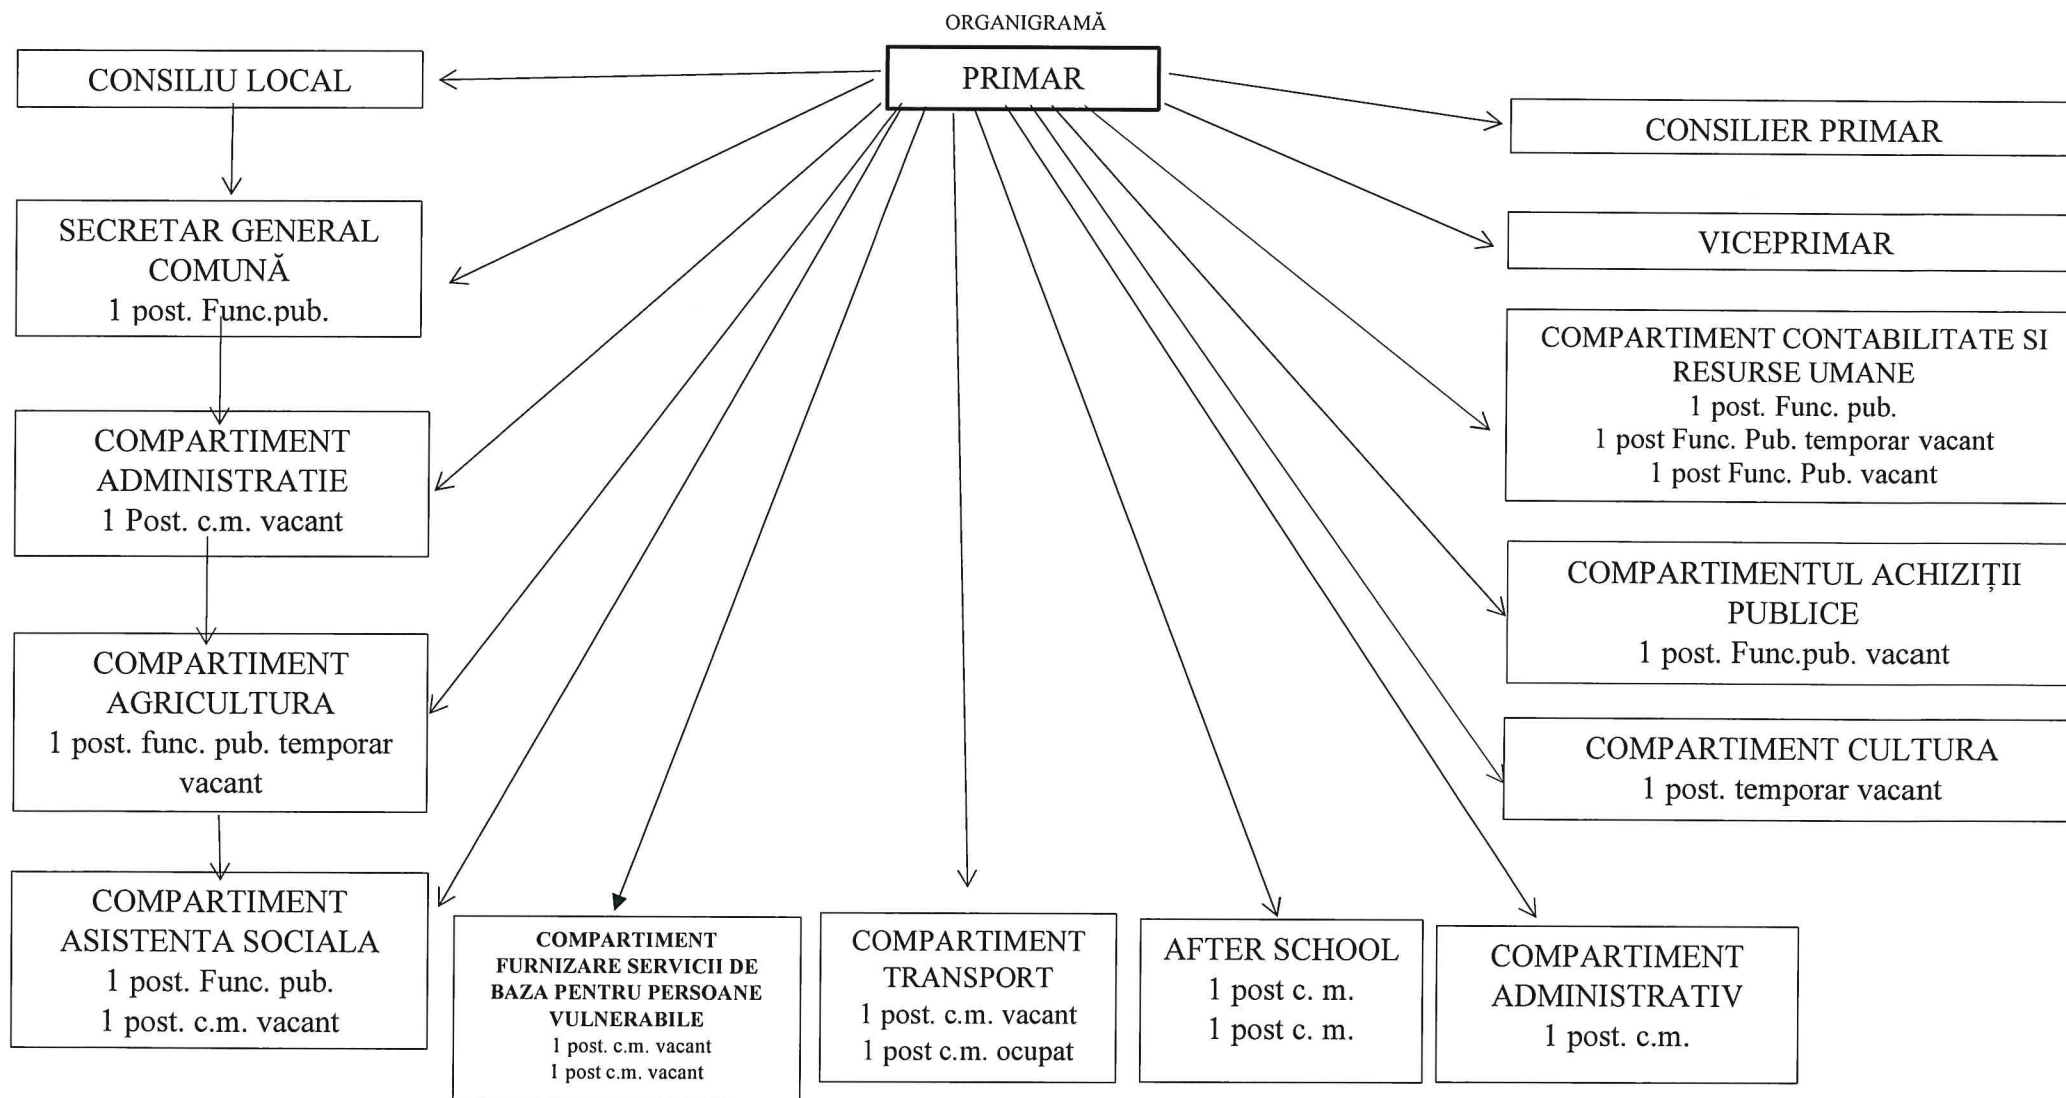 ORGANIGRAMĂ
PRIMAR
CONSILIU LOCAL
SECRETAR GENERAL
COMUNĂ
1 post. Func.pub.
COMPARTIMENT
ADMINISTRATIE
1 Post. c.m. vacant
COMPARTIMENT
AGRICULTURA
1 post. func. pub. temporar
vacant
COMPARTIMENT
ASISTENTA SOCIALA
1 post. Func. pub.
1 post. c.m. vacant
COMPARTIMENT
FURNIZARE SERVICII DE
BAZA PENTRU PERSOANE
VULNERABILE
1 post. c.m. vacant
1 post c.m. vacant
COMPARTIMENT
TRANSPORT
1 post. c.m. vacant
1 post c.m. ocupat
AFTER SCHOOL
1 post c. m.
1 post c. m.
COMPARTIMENT
ADMINISTRATIV
1 post. c.m.
CONSILIER PRIMAR
VICEPRIMAR
COMPARTIMENT CONTABILITATE SI
RESURSE UMANE
1 post. Func. pub.
1 post Func. Pub. temporar vacant
1 post Func. Pub. vacant
COMPARTIMENTUL ACHIZIȚII
PUBLICE
1 post. Func.pub. vacant
COMPARTIMENT CULTURA
1 post. temporar vacant